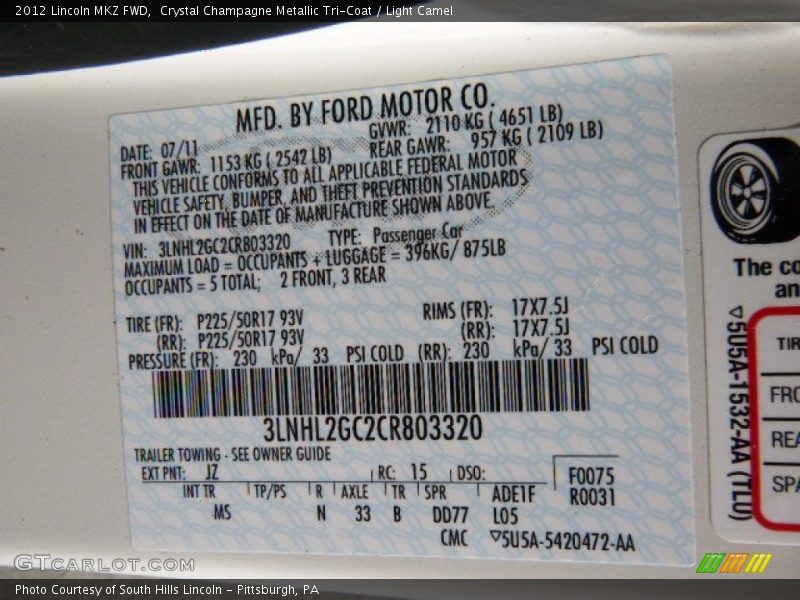 2012 Lincoln MKZ FWD,  Crystal Champagne Metallic Tri-Coat / Light Camel
MFD. BY FORD MOTOR CO.
DATE: 07/11
GVWR: 2110 KG ( 4651 LB)
FRONT GAWR: 1153 KG ( 2542 LB)
REAR GAWR: 957 KG ( 2109 LB)
THIS VEHICLE CONFORMS TO ALL APPLICABLE FEDERAL MOTOR
VEHICLE SAFETY, BUMPER, AND THEFT PREVENTION STANDARDS
IN EFFECT ON THE DATE OF MANUFACTURE SHOWN ABOVE.
VIN: 3LNHL2GC2CR803320 TYPE: Passenger Car
MAXIMUM LOAD = OCCUPANTS + LUGGAGE = 396KG/ 875LB
OCCUPANTS = 5 TOTAL; 2 FRONT, 3 REAR
TIRE (FR): P225/50R17 93V RIMS (FR): 17X7.5J
(RR): P225/50R17 93V (RR): 17X7.5J
PRESSURE (FR): 230 kPa/ 33 PSI COLD (RR): 230 kPa/ 33 PSI COLD
3LNHL2GC2CR803320
TRAILER TOWING - SEE OWNER GUIDE
EXT PNT: JZ RC: 15 DSO: F0075
R0031
INT TR TP/PS R AXLE TR SPR ADE1F
MS N 33 B DD77 L05
CMC ▽5U5A-5420472-AA
The co
an
▽5U5A-1532-AA (TLU)
TIR
FRO
REA
SPA
GTcarlot.com
Photo Courtesy of South Hills Lincoln - Pittsburgh, PA